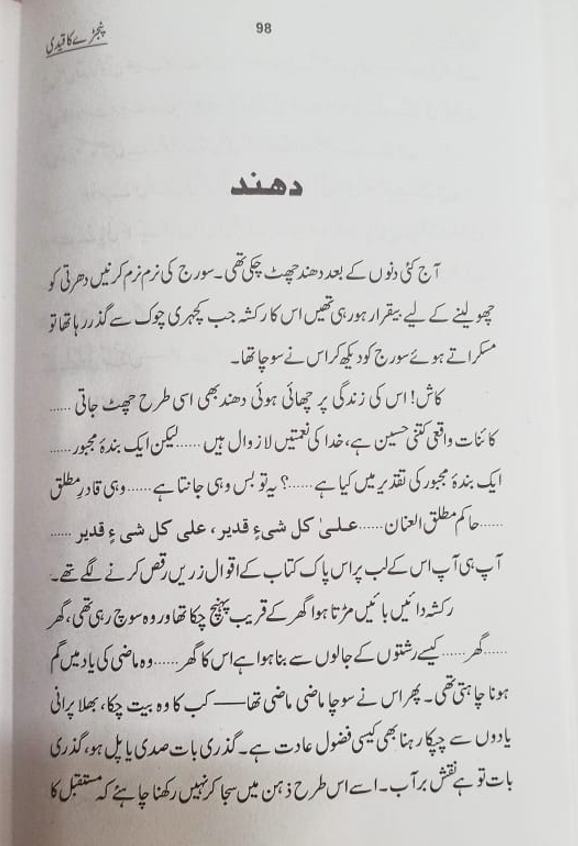 98
پنجڑے کا قیدی
دھند
آج کئی دنوں کے بعد دھند چھٹ چکی تھی۔ سورج کی نرم نرم کرنیں دھرتی کو
چھو لینے کے لیے بیقرار ہو رہی تھیں اس کا رکشہ جب کچہری چوک سے گذر رہا تھا تو
مسکراتے ہوئے سورج کو دیکھ کر اس نے سوچا تھا۔
کاش! اس کی زندگی پر چھائی ہوئی دھند بھی اسی طرح چھٹ جاتی ......
کائنات واقعی کتنی حسین ہے، خدا کی نعمتیں لازوال ہیں ......لیکن ایک بندۂ مجبور......
ایک بندۂ مجبور کی تقدیر میں کیا ہے ......؟ یہ تو بس وہی جانتا ہے......وہی قادرِ مطلق
......حاکم مطلق العنان......علیٰ کل شیءٍ قدیر، علی کل شیءٍ قدیر ......
آپ ہی آپ اس کے لب پر اس پاک کتاب کے اقوال زریں رقص کرنے لگے تھے۔
رکشہ دائیں بائیں مڑتا ہوا گھر کے قریب پہنچ چکا تھا اور وہ سوچ رہی تھی، گھر
......گھر ......کیسے رشتوں کے جالوں سے بنا ہوا ہے اس کا گھر......وہ ماضی کی یاد میں گم
ہونا چاہتی تھی۔ پھر اس نے سوچا ماضی ماضی تھا—— کب کا وہ بیت چکا، بھلا پرانی
یادوں سے چپکا رہنا بھی کیسی فضول عادت ہے۔ گذری بات صدی یا پل ہو، گذری
بات تو ہے نقش بر آب۔ اسے اس طرح ذہن میں سجا کر نہیں رکھنا چاہئے کہ مستقبل کا